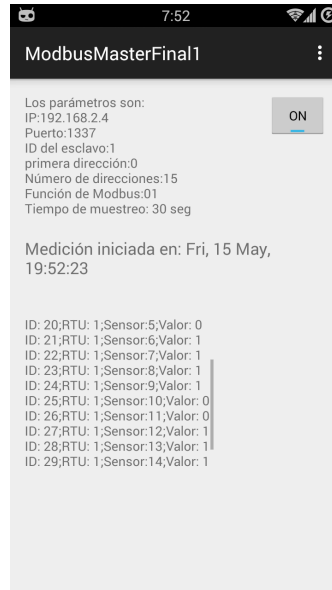 7:52
ModbusMasterFinal1
Los parámetros son:
IP:192.168.2.4
Puerto:1337
ID del esclavo:1
primera dirección:0
Número de direcciones:15
Función de Modbus:01
Tiempo de muestreo: 30 seg
ON
Medición iniciada en: Fri, 15 May,
19:52:23
ID: 20;RTU: 1;Sensor:5;Valor: 0
ID: 21;RTU: 1;Sensor:6;Valor: 1
ID: 22;RTU: 1;Sensor:7;Valor: 1
ID: 23;RTU: 1;Sensor:8;Valor: 1
ID: 24;RTU: 1;Sensor:9;Valor: 1
ID: 25;RTU: 1;Sensor:10;Valor: 0
ID: 26;RTU: 1;Sensor:11;Valor: 0
ID: 27;RTU: 1;Sensor:12;Valor: 1
ID: 28;RTU: 1;Sensor:13;Valor: 1
ID: 29;RTU: 1;Sensor:14;Valor: 1